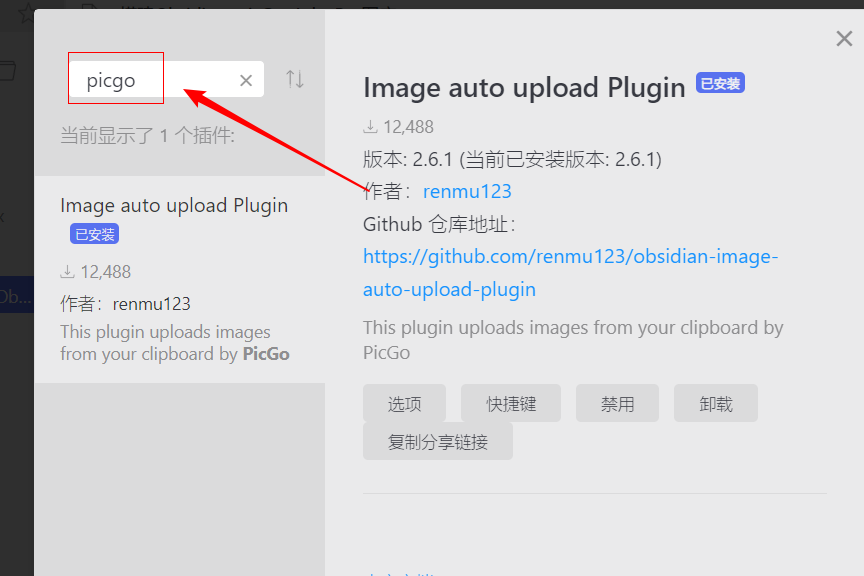 picgo
当前显示了 1 个插件:
Image auto upload Plugin
已安装
12,488
作者：renmu123
This plugin uploads images
from your clipboard by PicGo
Image auto upload Plugin 已安装
12,488
版本: 2.6.1 (当前已安装版本: 2.6.1)
作者：renmu123
Github 仓库地址：
https://github.com/renmu123/obsidian-image-
auto-upload-plugin
This plugin uploads images from your clipboard by
PicGo
选项 快捷键 禁用 卸载
复制分享链接
Ob...